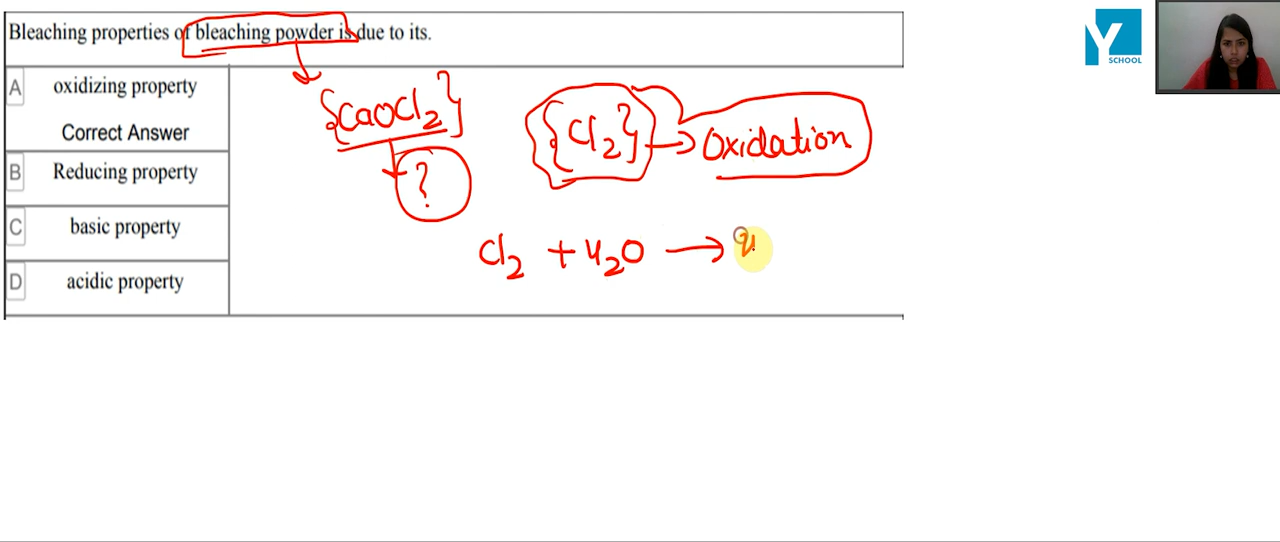 Bleaching properties of bleaching powder is due to its.
A oxidizing property
Correct Answer
B Reducing property
C basic property
D acidic property
{CaOCl2}
?
{Cl2} → Oxidation
Cl2 + H2O →
Y
SCHOOL